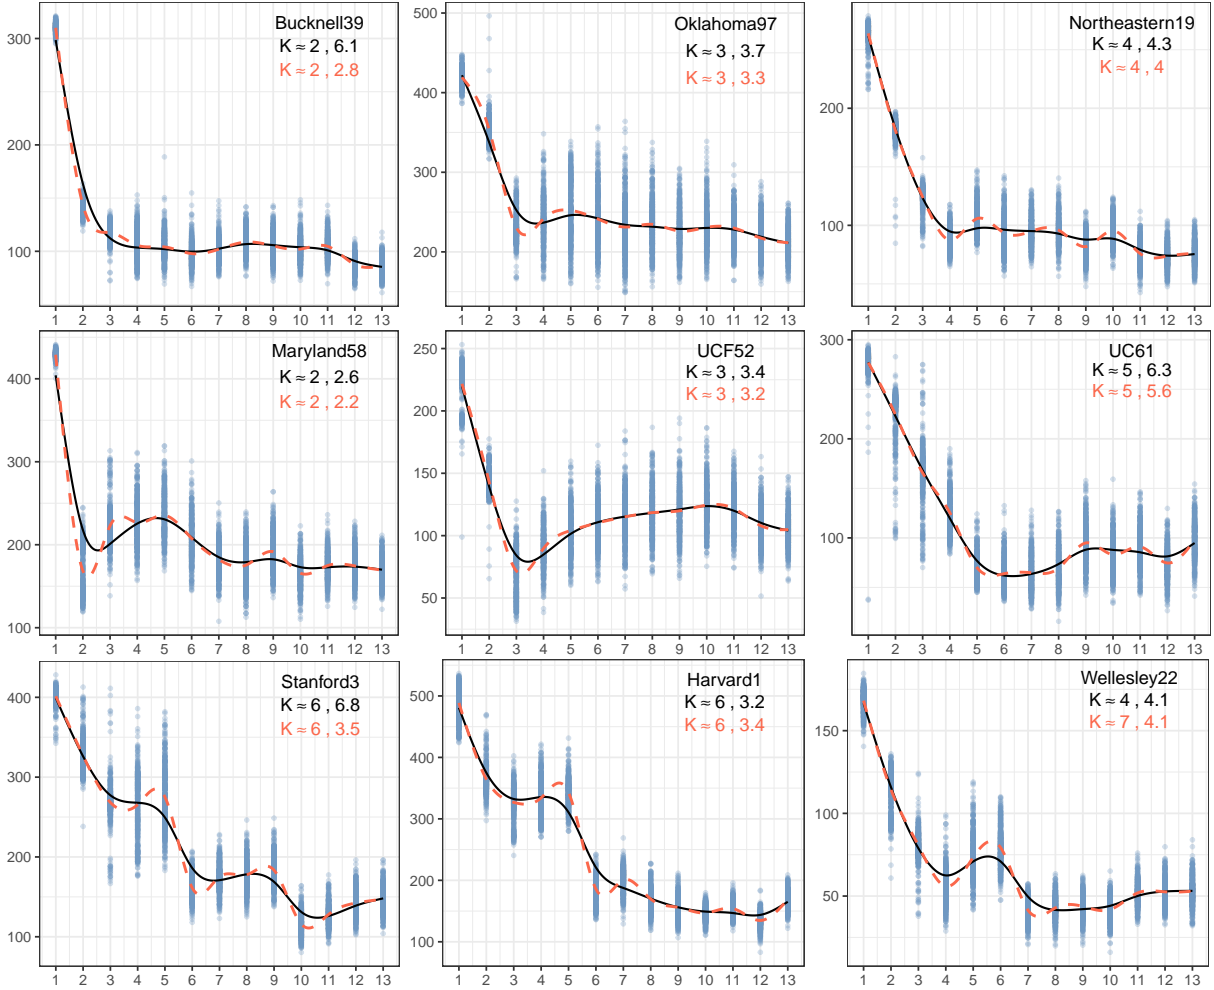 Bucknell39
K ≈ 2 , 6.1
K ≈ 2 , 2.8
300
200
100
1 2 3 4 5 6 7 8 9 10 11 12 13
Oklahoma97
K ≈ 3 , 3.7
K ≈ 3 , 3.3
500
400
300
200
1 2 3 4 5 6 7 8 9 10 11 12 13
Northeastern19
K ≈ 4 , 4.3
K ≈ 4 , 4
200
100
1 2 3 4 5 6 7 8 9 10 11 12 13
Maryland58
K ≈ 2 , 2.6
K ≈ 2 , 2.2
400
300
200
100
1 2 3 4 5 6 7 8 9 10 11 12 13
UCF52
K ≈ 3 , 3.4
K ≈ 3 , 3.2
250
200
150
100
50
1 2 3 4 5 6 7 8 9 10 11 12 13
UC61
K ≈ 5 , 6.3
K ≈ 5 , 5.6
300
200
100
1 2 3 4 5 6 7 8 9 10 11 12 13
Stanford3
K ≈ 6 , 6.8
K ≈ 6 , 3.5
400
300
200
100
1 2 3 4 5 6 7 8 9 10 11 12 13
Harvard1
K ≈ 6 , 3.2
K ≈ 6 , 3.4
500
400
300
200
100
1 2 3 4 5 6 7 8 9 10 11 12 13
Wellesley22
K ≈ 4 , 4.1
K ≈ 7 , 4.1
150
100
50
1 2 3 4 5 6 7 8 9 10 11 12 13